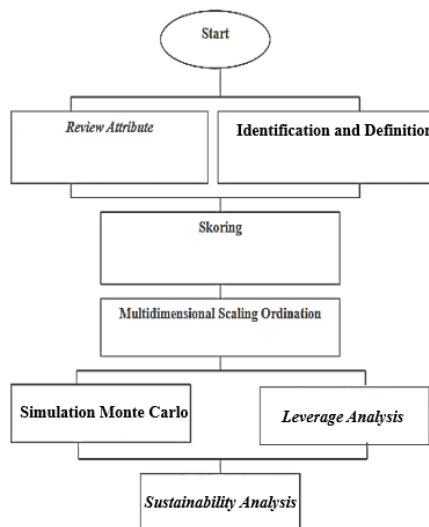 Start
Review Attribute
Identification and Definition
Skoring
Multidimensional Scaling Ordination
Simulation Monte Carlo
Leverage Analysis
Sustainability Analysis